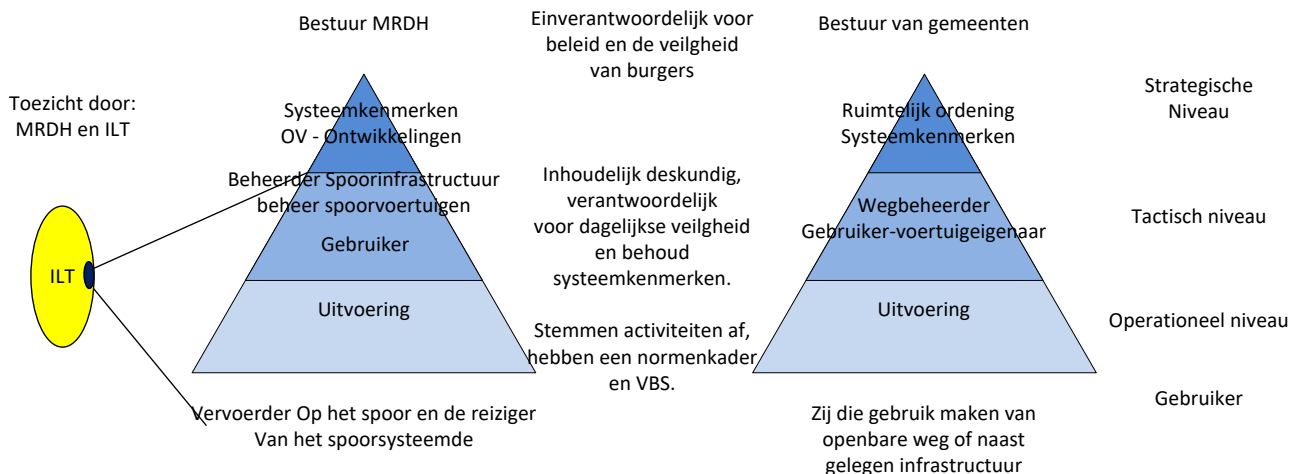 Bestuur MRDH
Einverantwoordelijk voor
beleid en de veilgheid
van burgers
Bestuur van gemeenten
Toezicht door:
MRDH en ILT
Systeemkenmerken
OV - Ontwikkelingen
Ruimtelijk ordening
Systeemkenmerken
Strategische
Niveau
Beheerder Spoorinfrastructuur
beheer spoorvoertuigen
Gebruiker
Inhoudelijk deskundig,
verantwoordelijk
voor dagelijkse veilgheid
en behoud
systeemkenmerken.
Wegbeheerder
Gebruiker-voertuigeigenaar
Tactisch niveau
ILT
Uitvoering
Stemmen activiteiten af,
hebben een normenkader
en VBS.
Uitvoering
Operationeel niveau
Vervoerder Op het spoor en de reiziger
Van het spoorsysteemde
Zij die gebruik maken van
openbare weg of naast
gelegen infrastructuur
Gebruiker